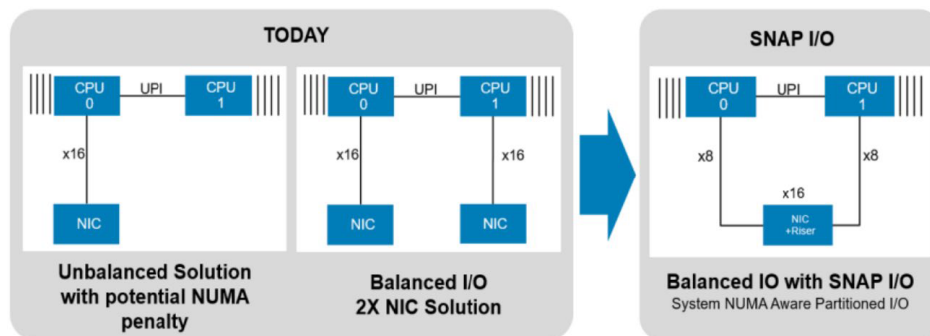 TODAY
CPU
0
UPI
CPU
1
x16
NIC
Unbalanced Solution
with potential NUMA
penalty
CPU
0
UPI
CPU
1
x16
x16
NIC
NIC
Balanced I/O
2X NIC Solution
SNAP I/O
CPU
0
UPI
CPU
1
x8
x8
x16
NIC
+Riser
Balanced IO with SNAP I/O
System NUMA Aware Partitioned I/O